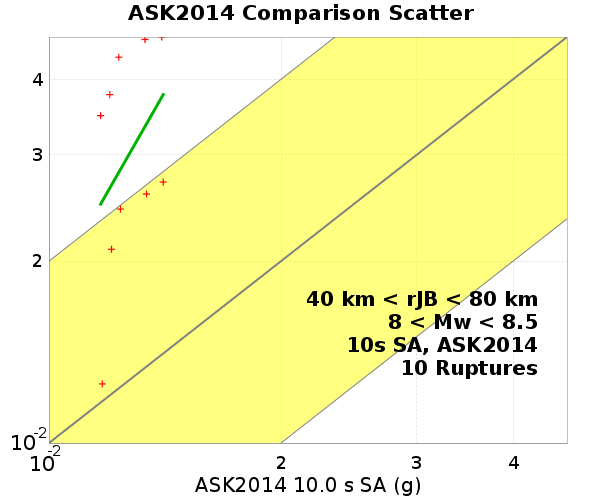 ASK2014 Comparison Scatter
4
3
2
10-2
10-2
2
3
4
40 km < rJB < 80 km
8 < Mw < 8.5
10s SA, ASK2014
10 Ruptures
ASK2014 10.0 s SA (g)